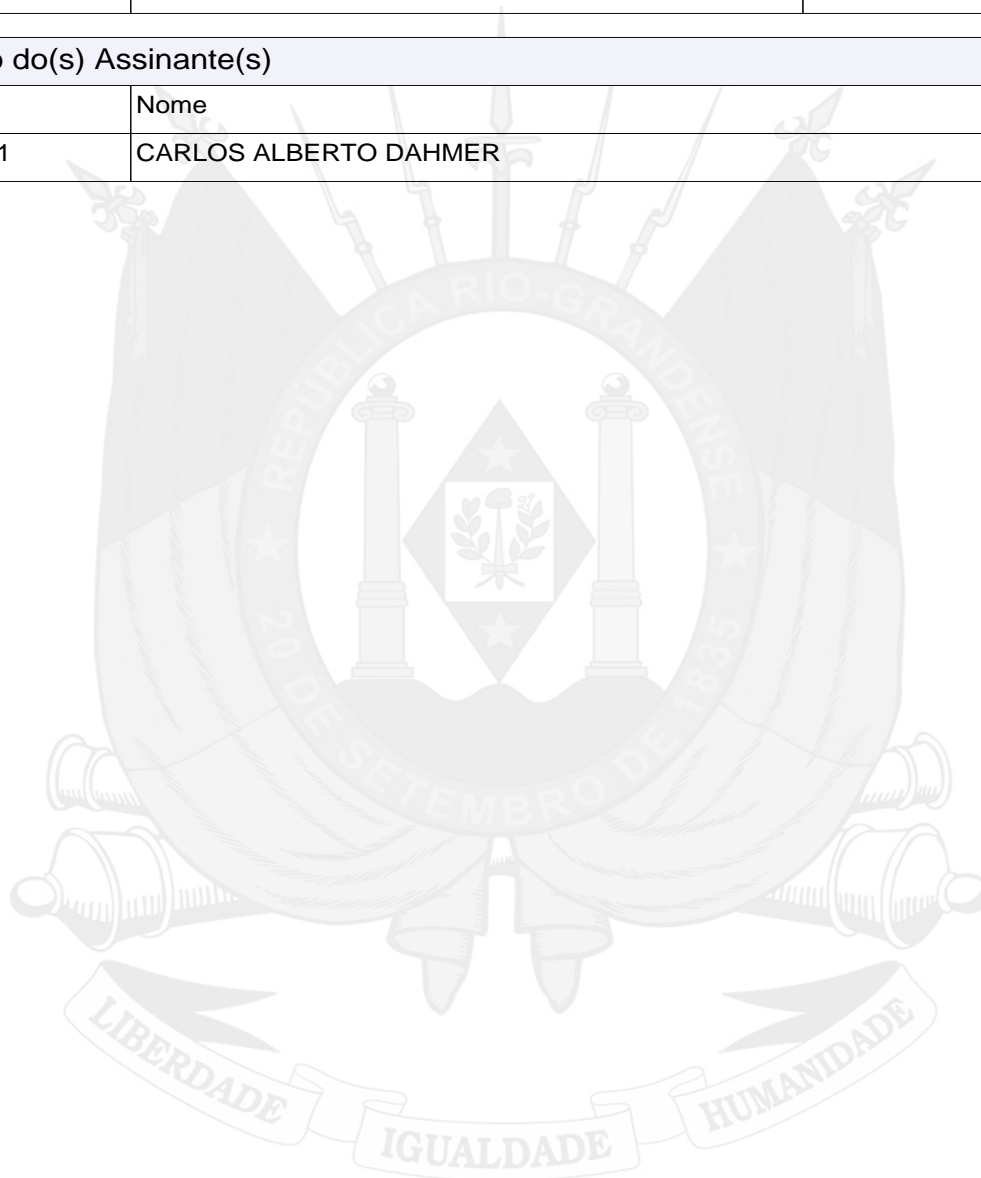 o do(s) Assinante(s)
Nome
1 CARLOS ALBERTO DAHMER
REPÚBLICA RIO-GRANDENSE
20 DE SETEMBRO DE 1835
LIBERDADE IGUALDADE HUMANIDADE